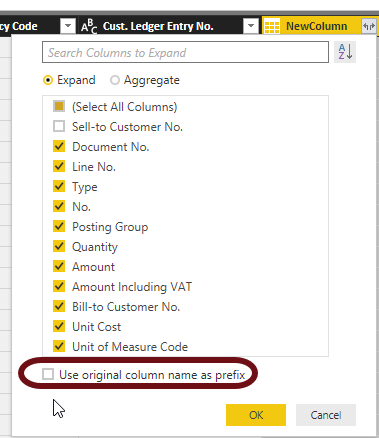 cy Code ABC Cust. Ledger Entry No. NewColumn
Search Columns to Expand AZ
Expand Aggregate
(Select All Columns)
Sell-to Customer No.
Document No.
Line No.
Type
No.
Posting Group
Quantity
Amount
Amount Including VAT
Bill-to Customer No.
Unit Cost
Unit of Measure Code
Use original column name as prefix
OK Cancel